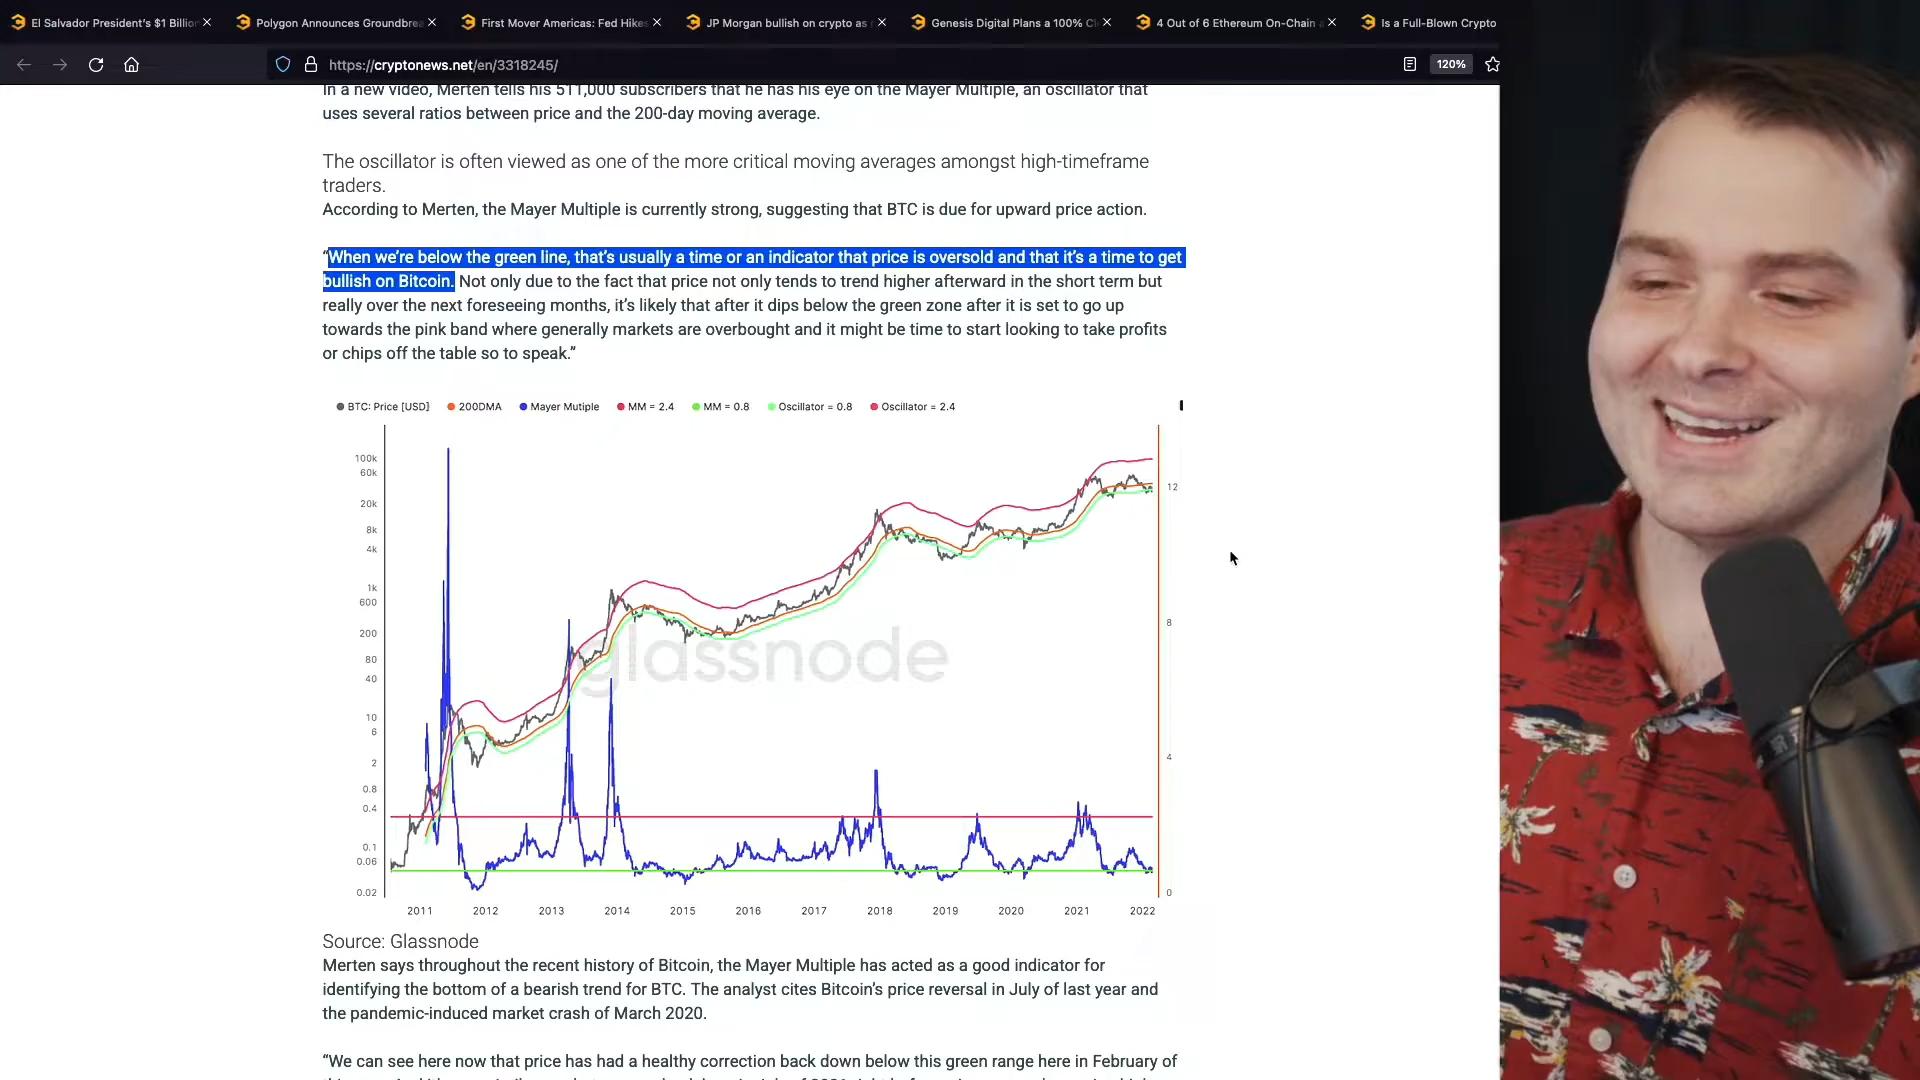 El Salvador President's $1 Billion
Polygon Announces Groundbrea
First Mover Americas: Fed Hikes
JP Morgan bullish on crypto as
Genesis Digital Plans a 100% Cl
4 Out of 6 Ethereum On-Chain
Is a Full-Blown Crypto
https://cryptonews.net/en/3318245/
120%
In a new video, Merten tells his 511,000 subscribers that he has his eye on the Mayer Multiple, an oscillator that
uses several ratios between price and the 200-day moving average.
The oscillator is often viewed as one of the more critical moving averages amongst high-timeframe
traders.
According to Merten, the Mayer Multiple is currently strong, suggesting that BTC is due for upward price action.
“When we’re below the green line, that’s usually a time or an indicator that price is oversold and that it’s a time to get
bullish on Bitcoin. Not only due to the fact that price not only tends to trend higher afterward in the short term but
really over the next foreseeing months, it’s likely that after it dips below the green zone after it is set to go up
towards the pink band where generally markets are overbought and it might be time to start looking to take profits
or chips off the table so to speak.”
BTC: Price [USD] 200DMA Mayer Mutiple MM = 2.4 MM = 0.8 Oscillator = 0.8 Oscillator = 2.4
100k
60k
12
20k
8k
4k
1k
600
8
200
glassnode
80
40
10
6
4
2
0.8
0.4
0.1
0.06
0.02
0
2011 2012 2013 2014 2015 2016 2017 2018 2019 2020 2021 2022
Source: Glassnode
Merten says throughout the recent history of Bitcoin, the Mayer Multiple has acted as a good indicator for
identifying the bottom of a bearish trend for BTC. The analyst cites Bitcoin’s price reversal in July of last year and
the pandemic-induced market crash of March 2020.
“We can see here now that price has had a healthy correction back down below this green range here in February of